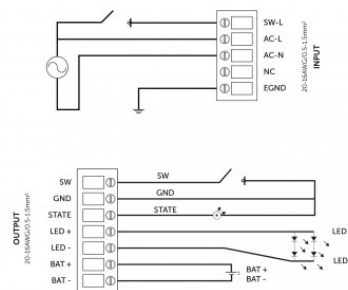 SW-L
AC-L
AC-N
NC
EGND
INPUT
20-16AWG/0.5-1.5mm²
OUTPUT
20-16AWG/0.5-1.5mm²
SW
GND
STATE
LED +
LED -
BAT +
BAT -
SW
GND
STATE
LED
LED
BAT +
BAT -